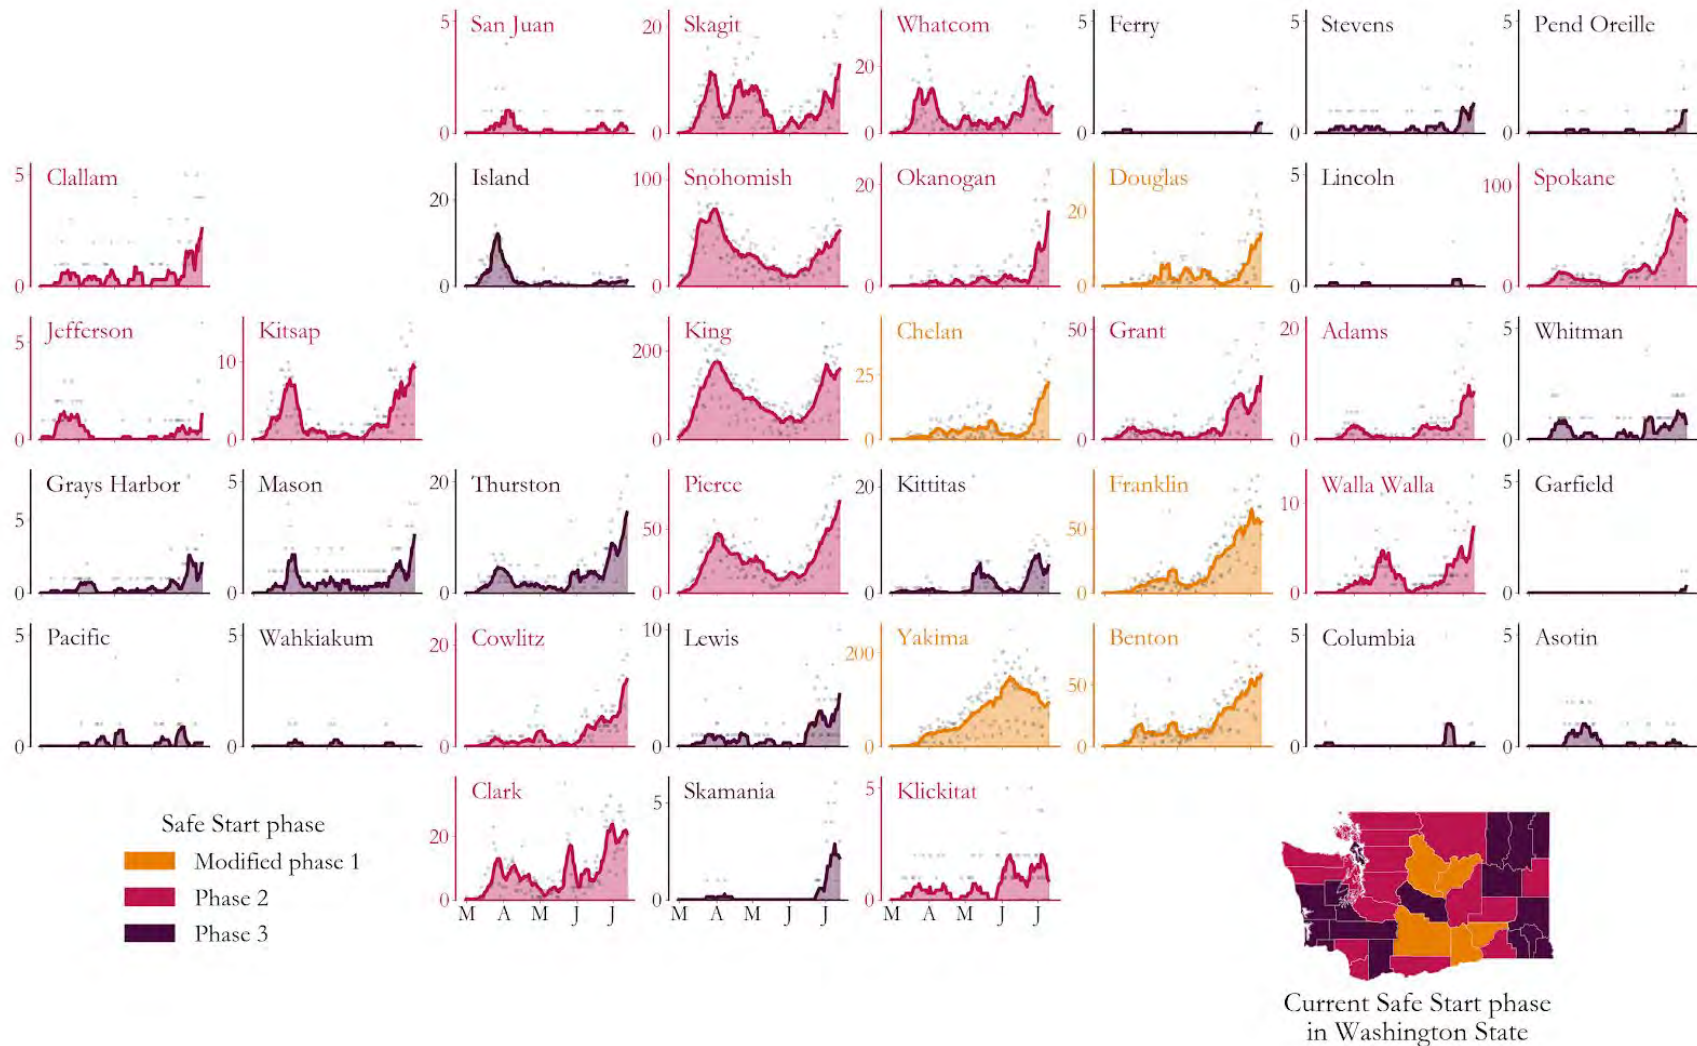 5 San Juan
0
20 Skagit
0
Whatcom
20
0
5 Ferry
0
5 Stevens
0
5 Pend Oreille
0
5 Clallam
0
Island
20
0
100 Snohomish
0
20 Okanogan
0
Douglas
20
0
5 Lincoln
0
100 Spokane
0
5 Jefferson
0
Kitsap
10
0
King
200
0
Chelan
25
0
50 Grant
0
20 Adams
0
5 Whitman
0
Grays Harbor
5
0
5 Mason
0
20 Thurston
0
Pierce
50
0
20 Kittitas
0
Franklin
50
0
Walla Walla
10
0
5 Garfield
0
5 Pacific
0
5 Wahkiakum
0
20 Cowlitz
0
10 Lewis
0
Yakima
200
0
Benton
50
0
5 Columbia
0
5 Asotin
0
Clark
20
0
M A M J J
Skamania
5
0
M A M J J
5 Klickitat
0
M A M J J
Safe Start phase
Modified phase 1
Phase 2
Phase 3
Current Safe Start phase
in Washington State